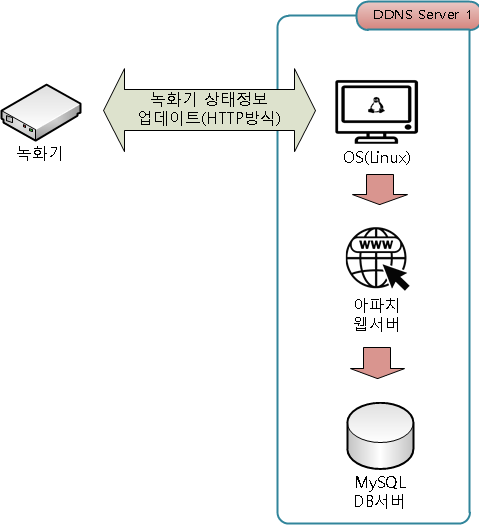 DDNS Server 1
녹화기 상태정보
업데이트(HTTP방식)
녹화기
OS(Linux)
WWW
아파치
웹서버
MySQL
DB서버